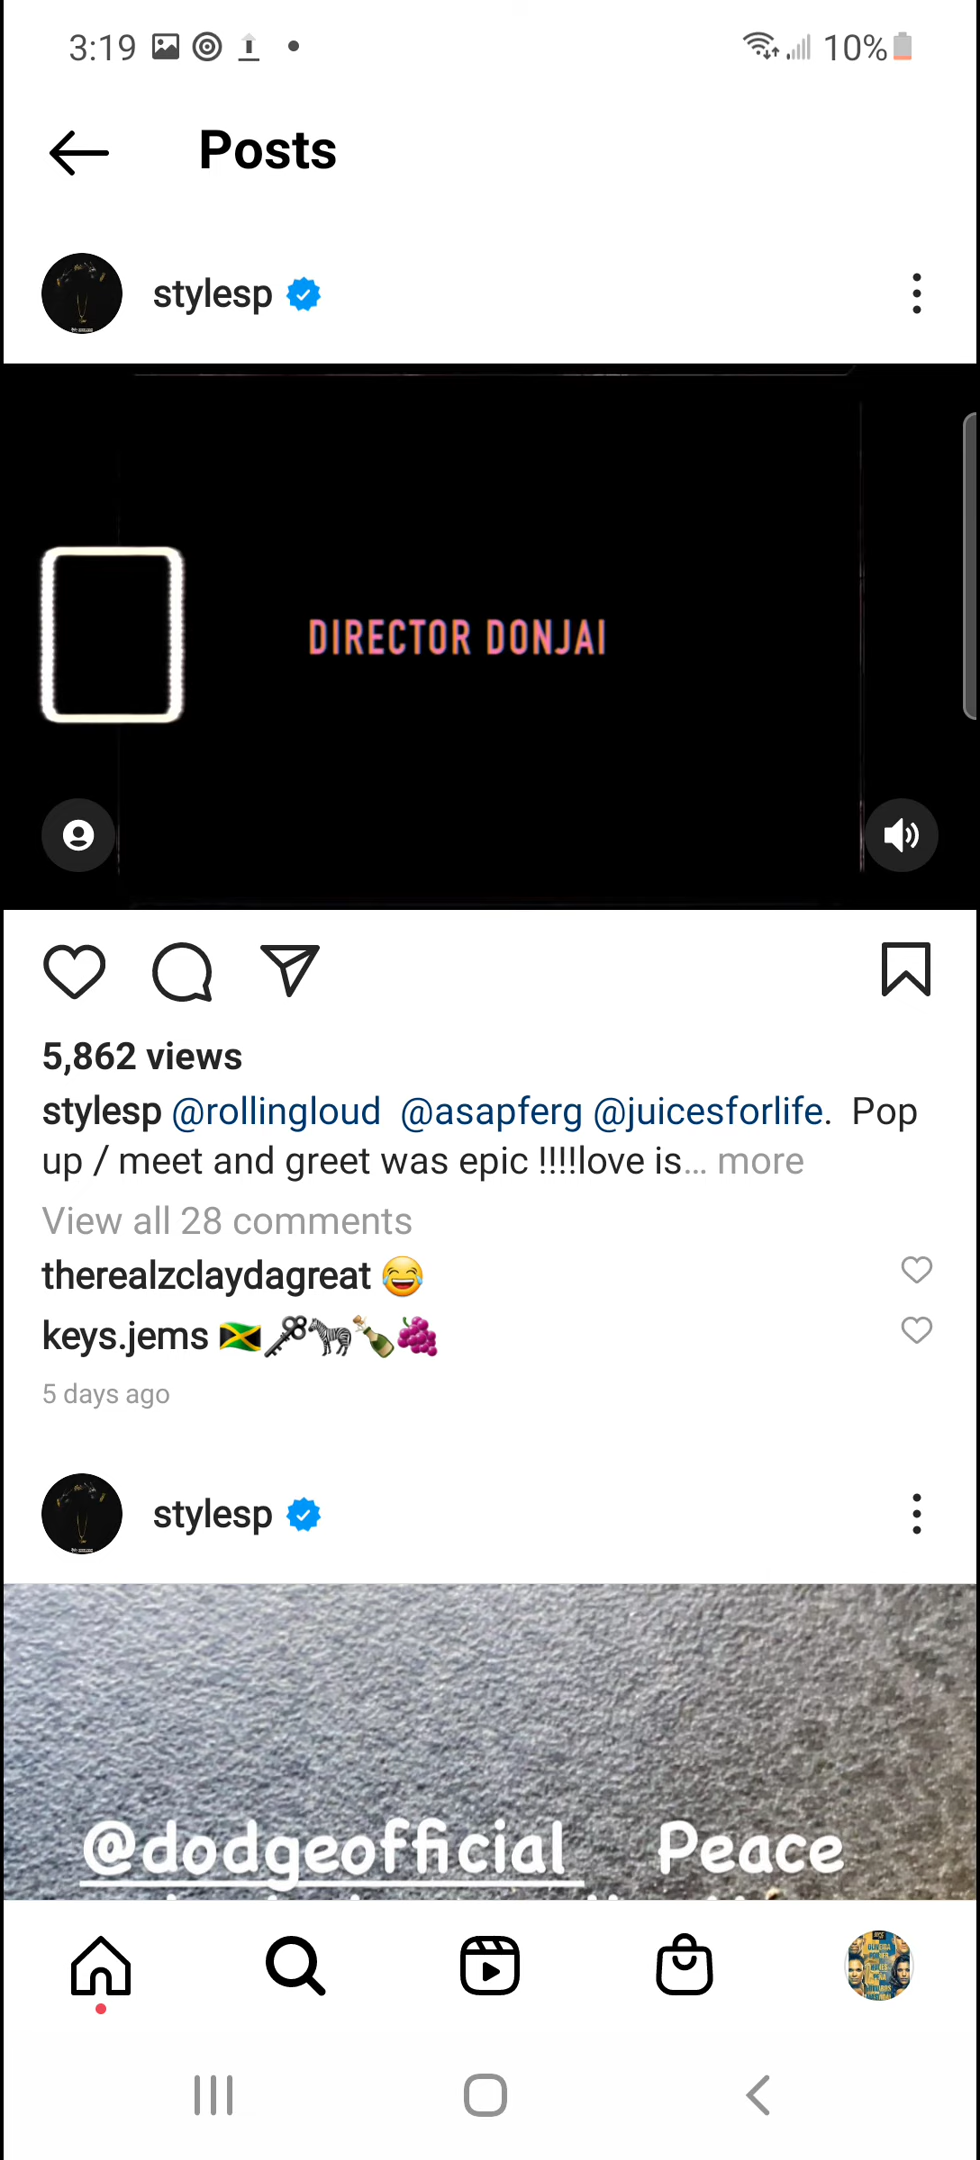 3:19 10%
Posts
stylesp
DIRECTOR DONJAI
5,862 views
stylesp @rollingloud @asapferg @juicesforlife. Pop
up / meet and greet was epic !!!!love is... more
View all 28 comments
therealzclaydagreat 😂
keys.jems 🇯🇲🗝🦓🍾🍇
5 days ago
stylesp
@dodgeofficial Peace